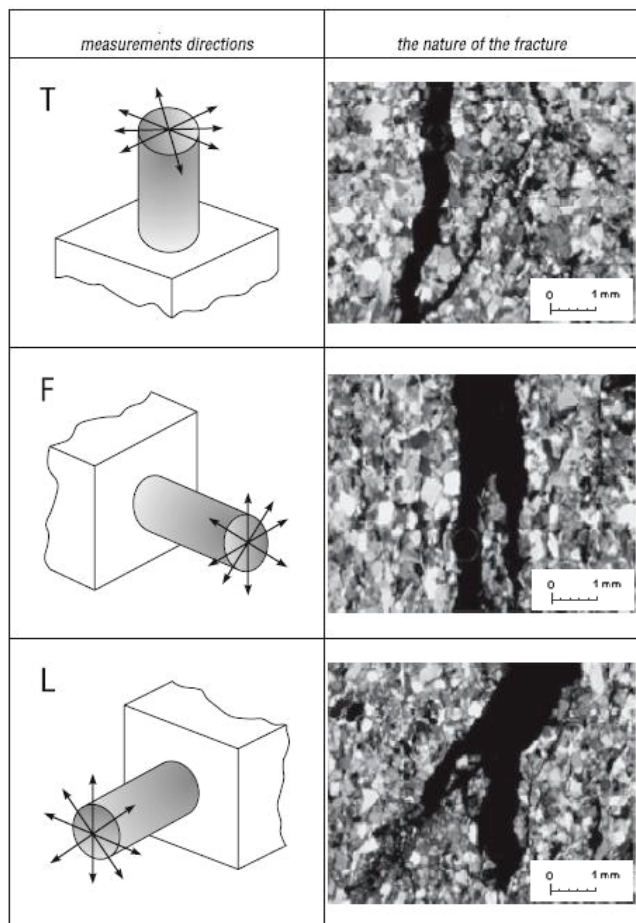 measurements directions
the nature of the fracture
T
0 1 mm
F
0 1 mm
L
0 1 mm